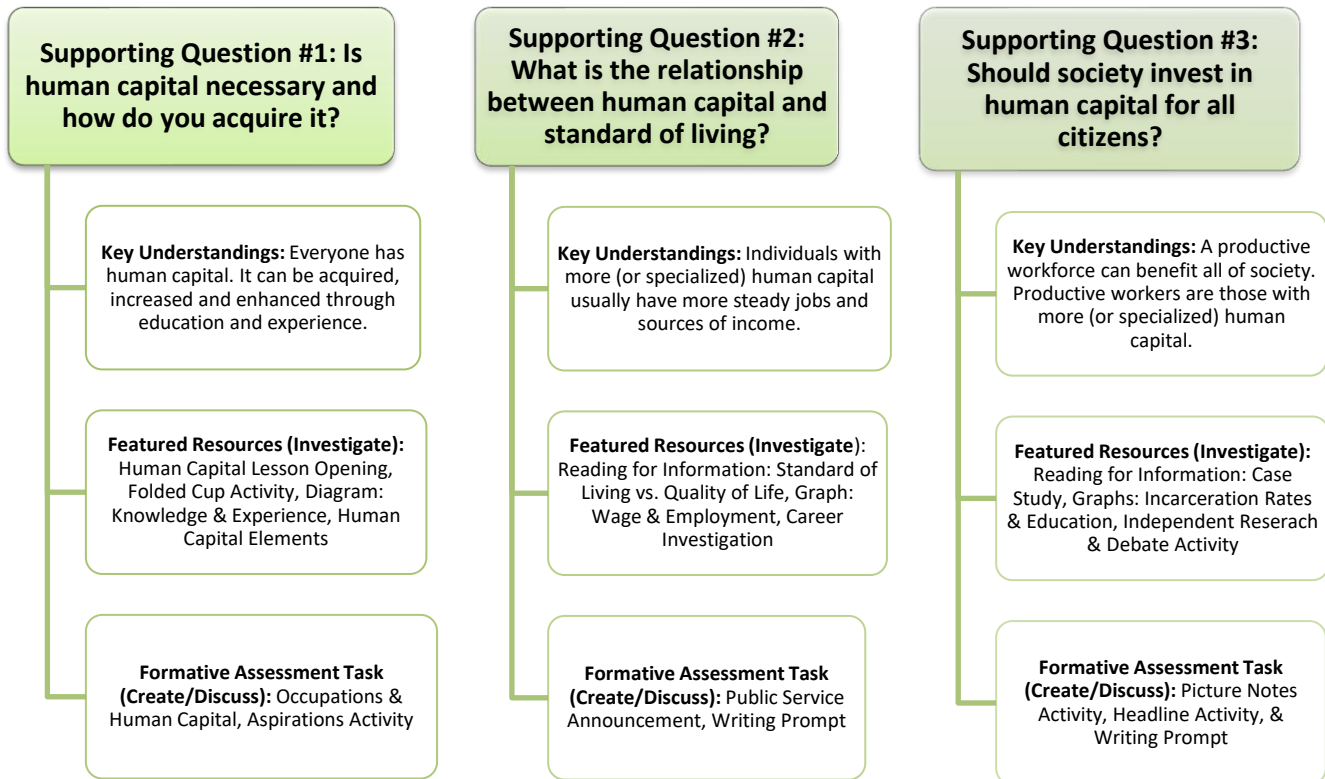 Supporting Question #1: Is
human capital necessary and
how do you acquire it?
Key Understandings: Everyone has
human capital. It can be acquired,
increased and enhanced through
education and experience.
Featured Resources (Investigate):
Human Capital Lesson Opening,
Folded Cup Activity, Diagram:
Knowledge & Experience, Human
Capital Elements
Formative Assessment Task
(Create/Discuss): Occupations &
Human Capital, Aspirations Activity
Supporting Question #2:
What is the relationship
between human capital and
standard of living?
Key Understandings: Individuals with
more (or specialized) human capital
usually have more steady jobs and
sources of income.
Featured Resources (Investigate):
Reading for Information: Standard of
Living vs. Quality of Life, Graph:
Wage & Employment, Career
Investigation
Formative Assessment Task
(Create/Discuss): Public Service
Announcement, Writing Prompt
Supporting Question #3:
Should society invest in
human capital for all
citizens?
Key Understandings: A productive
workforce can benefit all of society.
Productive workers are those with
more (or specialized) human
capital.
Featured Resources (Investigate):
Reading for Information: Case
Study, Graphs: Incarceration Rates
& Education, Independent Reserach
& Debate Activity
Formative Assessment Task
(Create/Discuss): Picture Notes
Activity, Headline Activity, &
Writing Prompt